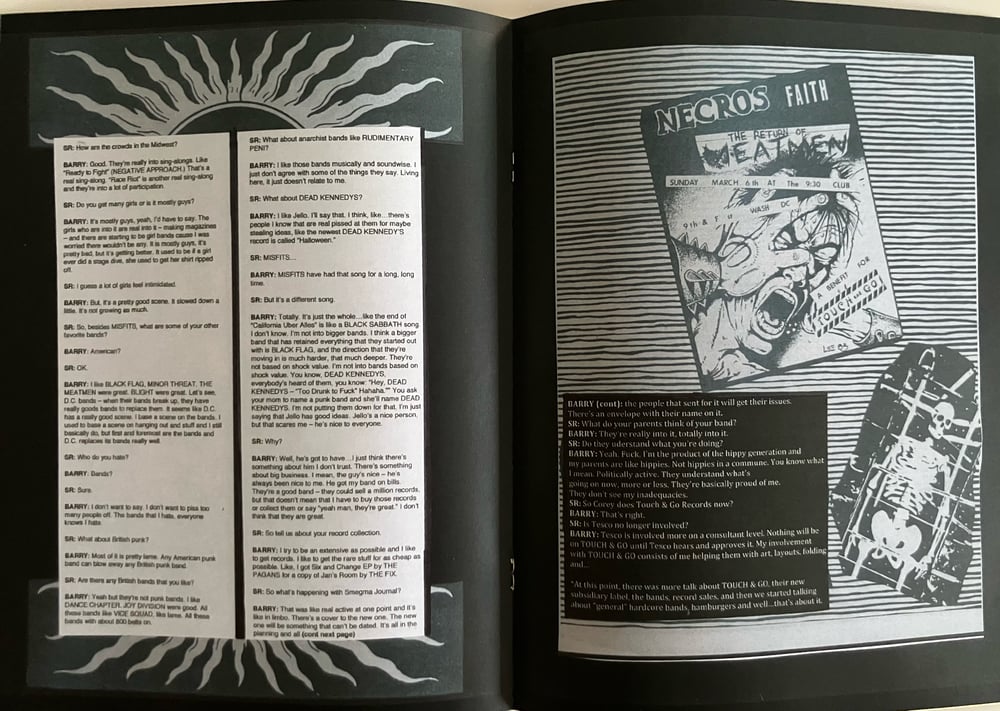 SR: How are the crowds in the Midwest?
BARRY: Good. They're really into sing-alongs. Like
"Ready to Fight" (NEGATIVE APPROACH.) That's a
real sing-along. "Race Riot" is another real sing-along
and they're into a lot of participation.
SR: Do you get many girls or is it mostly guys?
BARRY: It's mostly guys, yeah, I'd have to say. The
girls who are into it are real into it – making magazines
– and there are starting to be girl bands cause I was
worried there wouldn't be any. It is mostly guys, it's
pretty bad, but it's getting better. It used to be if a girl
ever did a stage dive, she used to get her shirt ripped
off.
SR: I guess a lot of girls feel intimidated.
BARRY: But, it's a pretty good scene. It slowed down a
little. It's not growing as much.
SR: So, besides MISFITS, what are some of your other
favorite bands?
BARRY: American?
SR: OK.
BARRY: I like BLACK FLAG, MINOR THREAT. THE
MEATMEN were great. BLIGHT were great. Let's see,
D.C. bands – when their bands break up, they have
really goods bands to replace them. It seems like D.C.
has a really good scene. I base a scene on the bands. I
used to base a scene on hanging out and stuff and I still
basically do, but first and foremost are the bands and
D.C. replaces its bands really well.
SR: Who do you hate?
BARRY: Bands?
SR: Sure.
BARRY: I don't want to say. I don't want to piss too
many people off. The bands that I hate, everyone
knows I hate.
SR: What about British punk?
BARRY: Most of it is pretty lame. Any American punk
band can blow away any British punk band.
SR: Are there any British bands that you like?
BARRY: Yeah but they're not punk bands. I like
DANCE CHAPTER. JOY DIVISION were good. All
these bands like VICE SQUAD, like lame. All these
bands with about 800 belts on.
SR: What about anarchist bands like RUDIMENTARY
PENI?
BARRY: I like those bands musically and soundwise. I
just don't agree with some of the things they say. Living
here, it just doesn't relate to me.
SR: What about DEAD KENNEDYS?
BARRY: I like Jello. I'll say that. I think, like...there's
people I know that are real pissed at them for maybe
stealing ideas, like the newest DEAD KENNEDY'S
record is called "Halloween."
SR: MISFITS...
BARRY: MISFITS have had that song for a long, long
time.
SR: But it's a different song.
BARRY: Totally. It's just the whole...like the end of
"California Uber Alles" is like a BLACK SABBATH song.
I don't know. I'm not into bigger bands. I think a bigger
band that has retained everything that they started out
with is BLACK FLAG, and the direction that they're
moving in is much harder, that much deeper. They're
not based on shock value. I'm not into bands based on
shock value. You know, DEAD KENNEDYS,
everybody's heard of them, you know: "Hey, DEAD
KENNEDYS – "Too Drunk to Fuck" Hahaha."" You ask
your mom to name a punk band and she'll name DEAD
KENNEDYS. I'm not putting them down for that, I'm just
saying that Jello has good ideas. Jello's a nice person,
but that scares me – he's nice to everyone.
SR: Why?
BARRY: Well, he's got to have...I just think there's
something about him I don't trust. There's something
about big business. I mean, the guy's nice – he's
always been nice to me. He got my band on bills.
They're a good band – they could sell a million records,
but that doesn't mean that I have to buy those records
or collect them or say "yeah man, they're great." I don't
think that they are great.
SR: So tell us about your record collection.
BARRY: I try to be an extensive as possible and I like
to get records. I like to get the rare stuff for as cheap as
possible. Like, I got Six and Change EP by THE
PAGANS for a copy of Jan's Room by THE FIX.
SR: So what's happening with Smegma Journal?
BARRY: That was like real active at one point and it's
like in limbo. There's a cover to the new one. The new
one will be something that can't be dated. It's all in the
planning and all (cont next page)
NECROS FAITH
THE RETURN OF
MEATMEN
SUNDAY MARCH 6th AT The 9:30 CLUB
9th & F WASH DC
A BENEFIT FOR
TOUCH AND GO!
BARRY (cont): the people that sent for it will get their issues.
There's an envelope with their name on it.
SR: What do your parents think of your band?
BARRY: They're really into it, totally into it.
SR: Do they uderstand what you're doing?
BARRY: Yeah. Fuck, I'm the product of the hippy generation and
my parents are like hippies. Not hippies in a commune. You know what
I mean. Politically active. They understand what's
going on now, more or less. They're basically proud of me.
They don't see my inadequacies.
SR: So Corey does Touch & Go Records now?
BARRY: That's right.
SR: Is Tesco no longer involved?
BARRY: Tesco is involved more on a consultant level. Nothing will be
on TOUCH & GO until Tesco hears and approves it. My involvement
with TOUCH & GO consists of me helping them with art, layouts, folding
and...
*At this point, there was more talk about TOUCH & GO, their new
subsidiary label, the bands, record sales, and then we started talking
about "general" hardcore bands, hamburgers and well...that's about it.